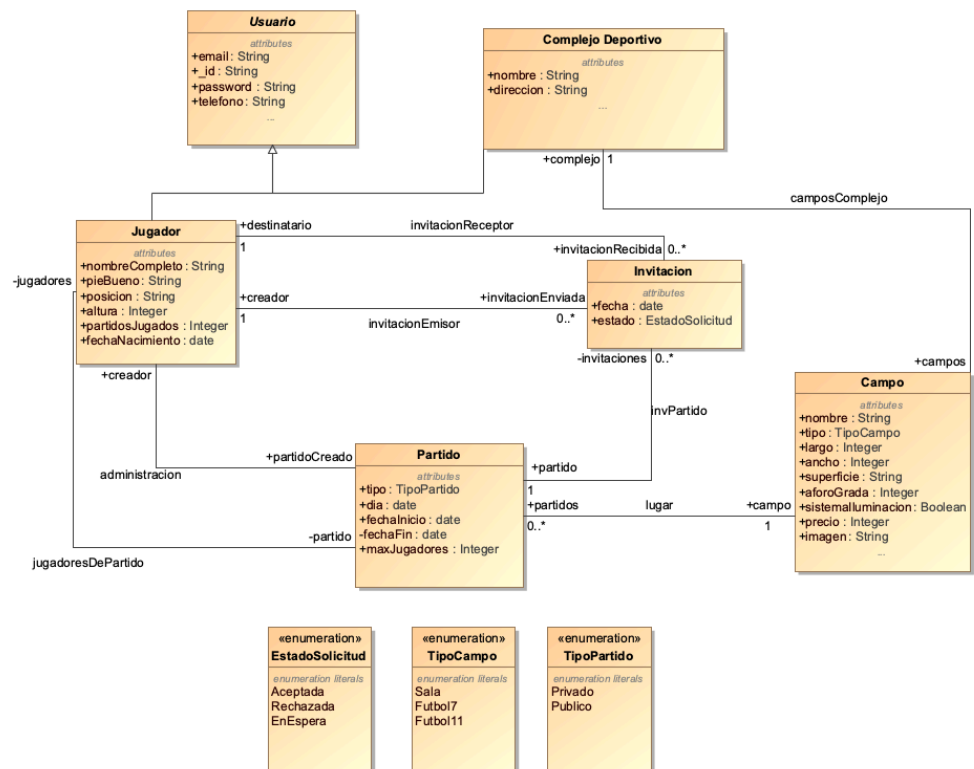 Usuario
attributes
+email : String
+_id : String
+password : String
+telefono : String
...
Complejo Deportivo
attributes
+nombre : String
+direccion : String
...
+complejo 1
camposComplejo
Jugador
attributes
+nombreCompleto : String
+pieBueno : String
+posicion : String
+altura : Integer
+partidosJugados : Integer
+fechaNacimiento : date
-jugadores
+destinatario
1
invitacionReceptor
+invitacionRecibida 0..*
+creador
1
invitacionEmisor
+invitacionEnviada
0..*
Invitacion
attributes
+fecha : date
+estado : EstadoSolicitud
-invitaciones 0..*
invPartido
+partido
1
+campos
Campo
attributes
+nombre : String
+tipo : TipoCampo
+largo : Integer
+ancho : Integer
+superficie : String
+aforoGrada : Integer
+sistemaIluminacion : Boolean
+precio : Integer
+imagen : String
...
+creador
administracion
+partidoCreado
Partido
attributes
+tipo : TipoPartido
+dia : date
+fechaInicio : date
-fechaFin : date
+maxJugadores : Integer
+partidos
0..*
lugar
+campo
1
-partido
jugadoresDePartido
«enumeration»
EstadoSolicitud
enumeration literals
Aceptada
Rechazada
EnEspera
«enumeration»
TipoCampo
enumeration literals
Sala
Futbol7
Futbol11
«enumeration»
TipoPartido
enumeration literals
Privado
Publico